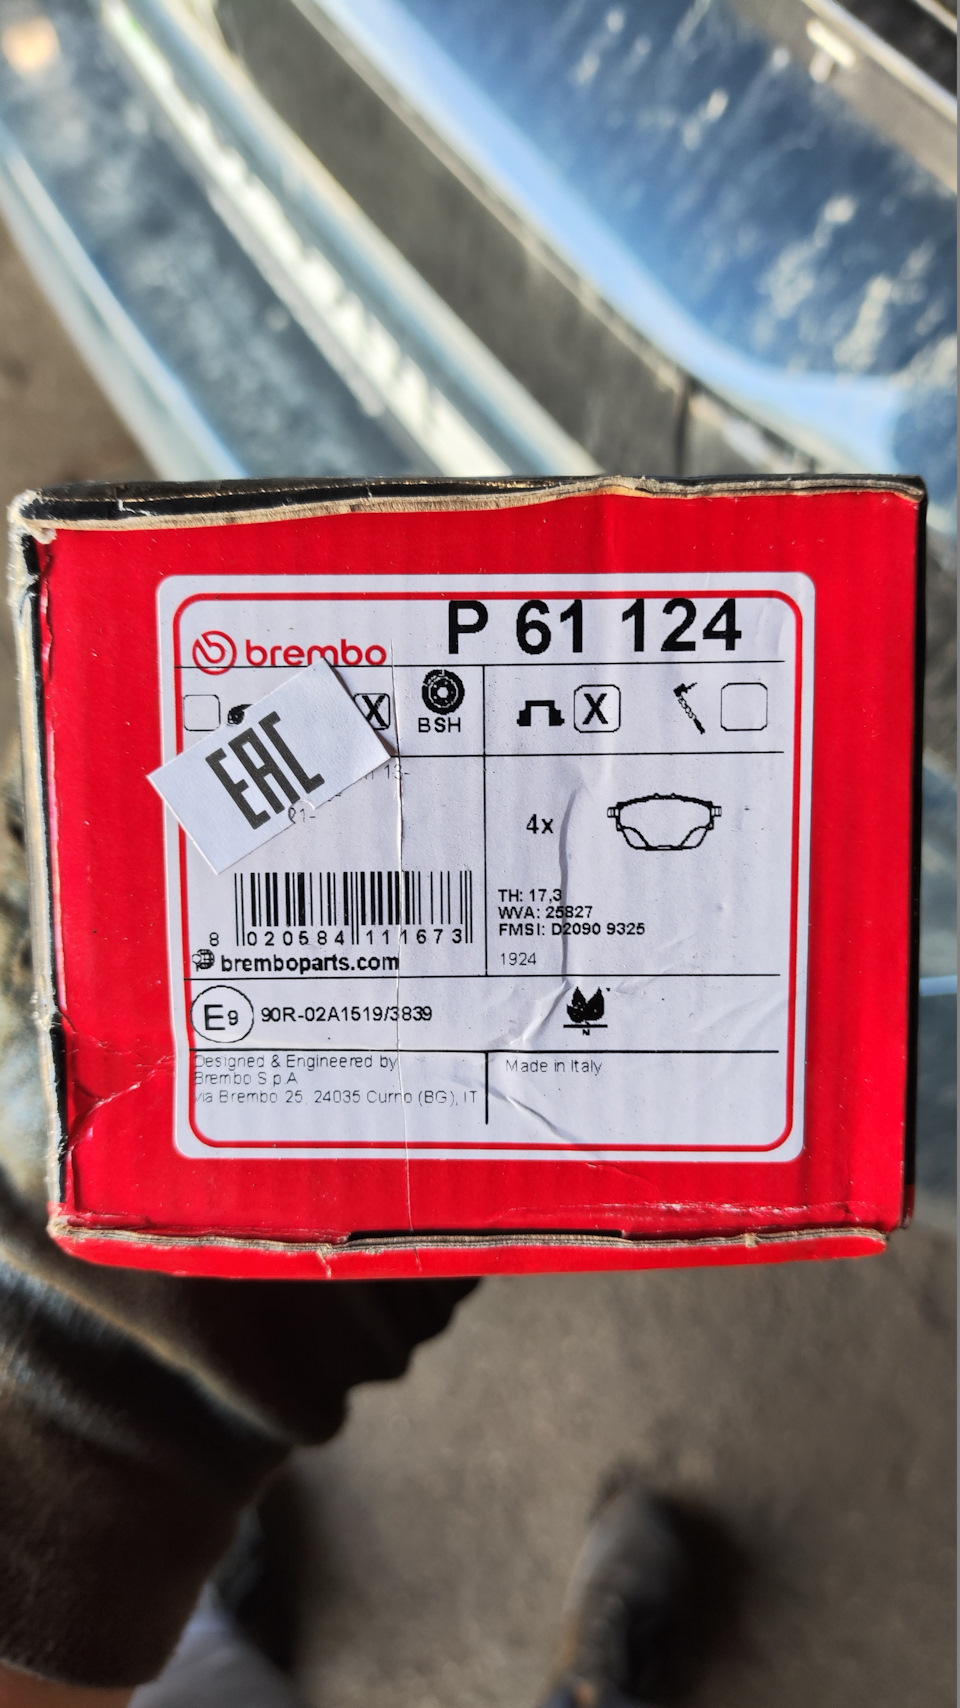 brembo
P 61 124
X
BSH
X
EAC
13-
21-
4x
TH: 17,3
WVA: 25827
FMSI: D2090 9325
1924
8 020584 111673
bremboparts.com
E9 90R-02A1519/3839
N
Designed & Engineered by
Brembo S.p.A
via Brembo 25, 24035 Curno (BG), IT
Made in Italy